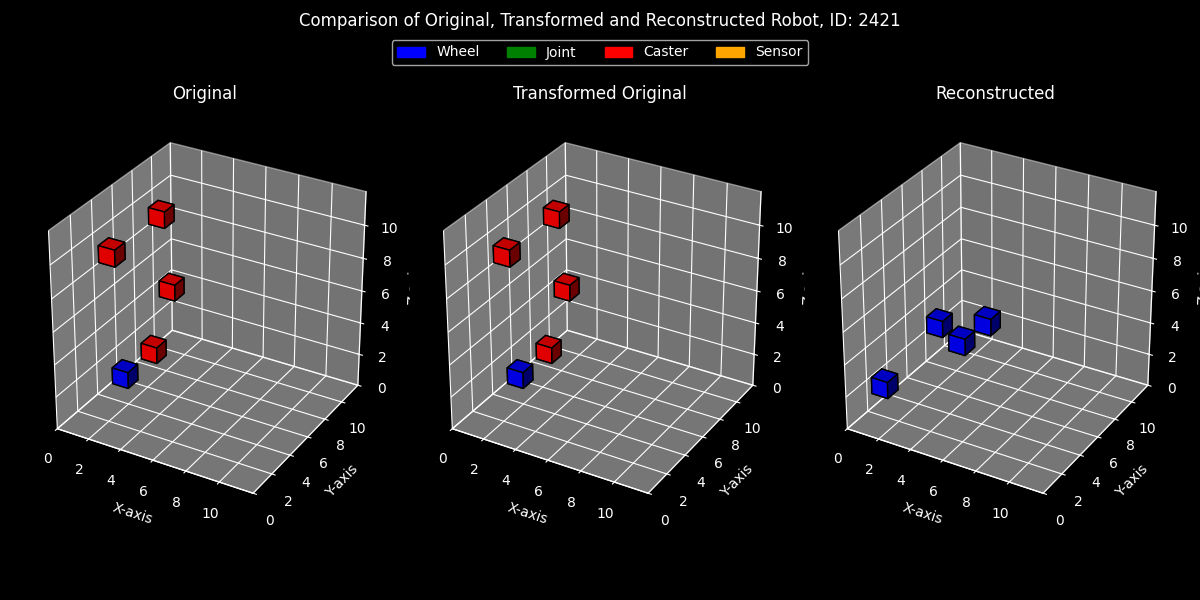 Comparison of Original, Transformed and Reconstructed Robot, ID: 2421
Wheel Joint Caster Sensor
Original
Transformed Original
Reconstructed
0 2 4 6 8 10
X-axis
0 2 4 6 8 10
Y-axis
0 2 4 6 8 10
0 2 4 6 8 10
X-axis
0 2 4 6 8 10
Y-axis
0 2 4 6 8 10
0 2 4 6 8 10
X-axis
0 2 4 6 8 10
Y-axis
0 2 4 6 8 10